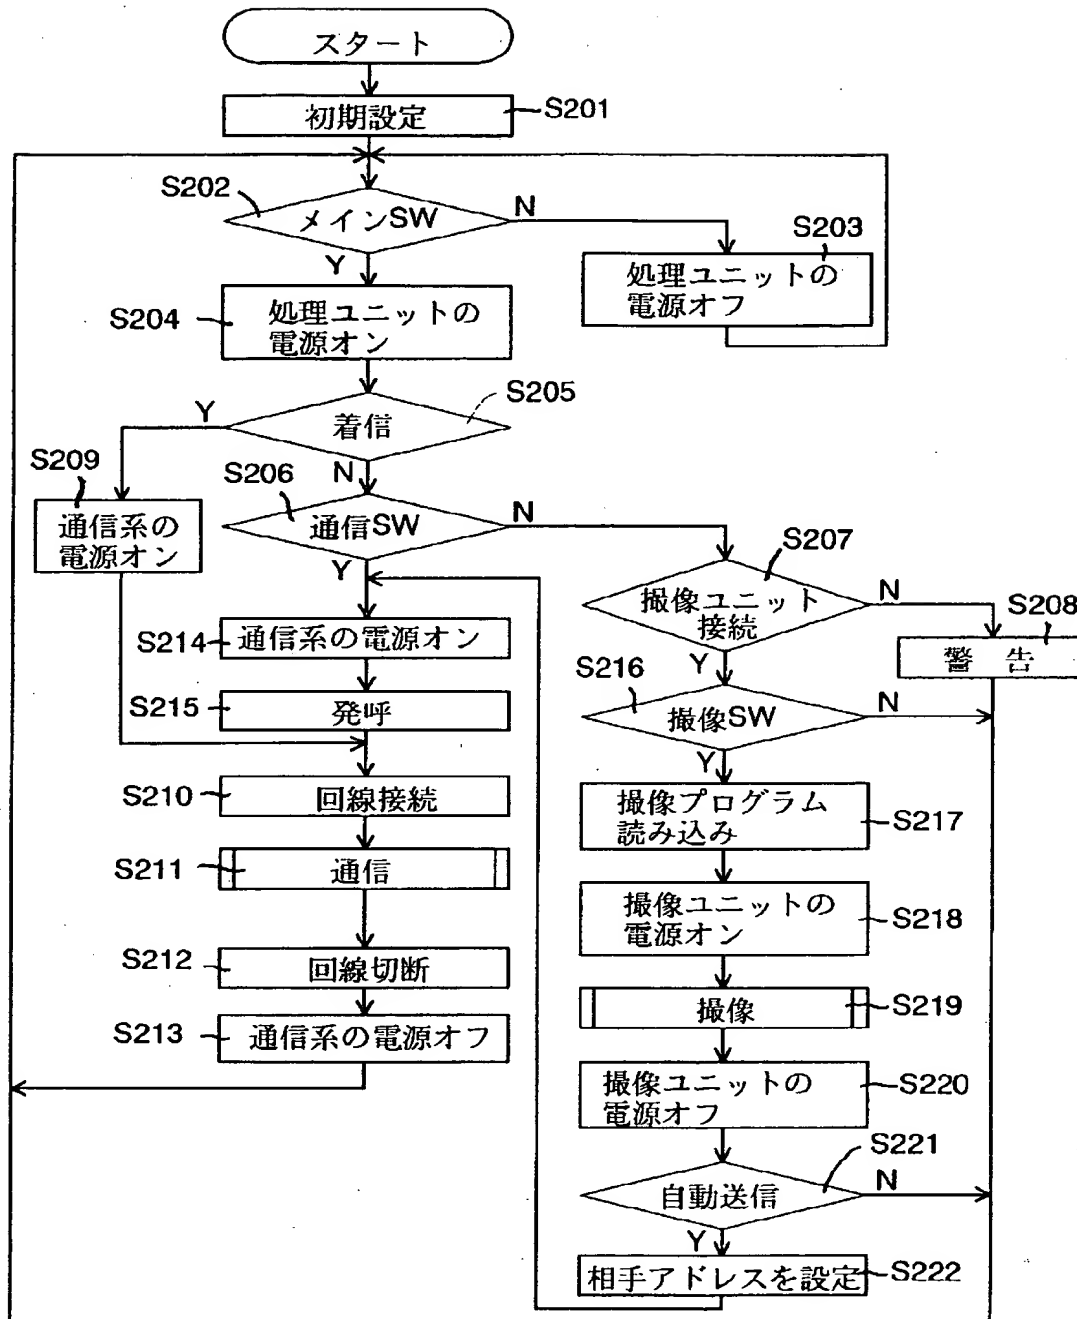 スタート
初期設定
S201
S202
メインSW
N
Y
S203
処理ユニットの
電源オフ
S204
処理ユニットの
電源オン
S205
着信
Y
N
S209
通信系の
電源オン
S206
通信SW
N
Y
S207
撮像ユニット
接続
N
Y
S208
警 告
S214
通信系の電源オン
S215
発呼
S216
撮像SW
N
Y
S210
回線接続
S217
撮像プログラム
読み込み
S211
通信
S218
撮像ユニットの
電源オン
S212
回線切断
S219
撮像
S213
通信系の電源オフ
S220
撮像ユニットの
電源オフ
S221
自動送信
N
Y
相手アドレスを設定
S222